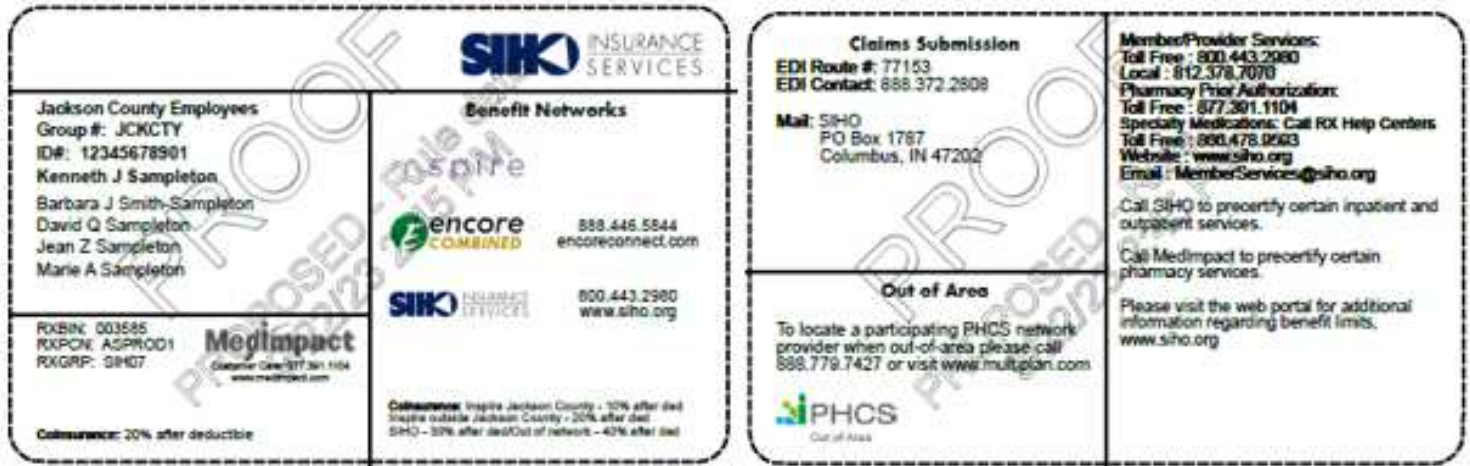 SIHO INSURANCE
SERVICES
Jackson County Employees
Group #: JCKCTY
ID#: 12345678901
Kenneth J Sampleton
Barbara J Smith-Sampleton
David Q Sampleton
Jean Z Sampleton
Marie A Sampleton
RXBIN: 003585
RXPCN: ASPROD1
RXGRP: SIH07
MedImpact
Customer Care: 877.391.1104
www.medimpact.com
Coinsurance: 20% after deductible
Benefit Networks
encore
COMBINED
888.446.5844
encoreconnect.com
SIHO INSURANCE
SERVICES
800.443.2980
www.siho.org
Coinsurance: Inspire Jackson County - 10% after ded
Inspire outside Jackson County - 20% after ded
SIHO - 30% after ded/Out of network - 40% after ded
PROOF
Claims Submission
EDI Route #: 77153
EDI Contact: 888.372.2808
Mail: SIHO
PO Box 1787
Columbus, IN 47202
Out of Area
To locate a participating PHCS network
provider when out-of-area please call
888.779.7427 or visit www.multiplan.com
PHCS
Out of Area
Member/Provider Services:
Toll Free : 800.443.2980
Local : 812.378.7070
Pharmacy Prior Authorization:
Toll Free : 877.391.1104
Specialty Medications: Call RX Help Centers
Toll Free : 866.478.9593
Website : www.siho.org
Email : MemberServices@siho.org
Call SIHO to precertify certain inpatient and
outpatient services.
Call MedImpact to precertify certain
pharmacy services.
Please visit the web portal for additional
information regarding benefit limits,
www.siho.org
PROOF